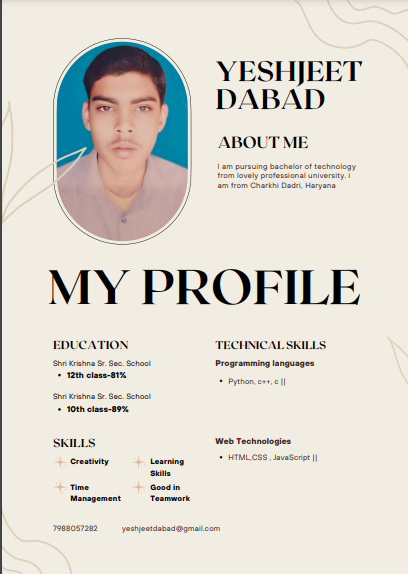 YESHJEET
DABAD
ABOUT ME
I am pursuing bachelor of technology
from lovely professional university. i
am from Charkhi Dadri, Haryana
MY PROFILE
EDUCATION
Shri Krishna Sr. Sec. School
• 12th class-81%
Shri Krishna Sr. Sec. School
• 10th class-89%
SKILLS
Creativity
Learning
Skills
Time
Management
Good in
Teamwork
TECHNICAL SKILLS
Programming languages
• Python, c++, c ||
Web Technologies
• HTML,CSS , JavaScript ||
7988057282
yeshjeetdabad@gmail.com